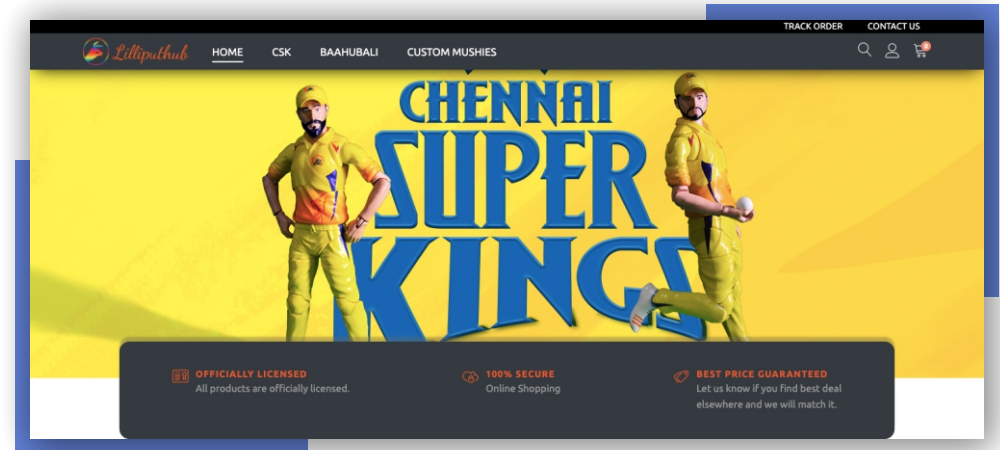 TRACK ORDER CONTACT US
Lilliputhub HOME CSK BAAHUBALI CUSTOM MUSHIES
0
CHENNAI
SUPER
KINGS
OFFICIALLY LICENSED
All products are officially licensed.
100% SECURE
Online Shopping
BEST PRICE GUARANTEED
Let us know if you find best deal
elsewhere and we will match it.